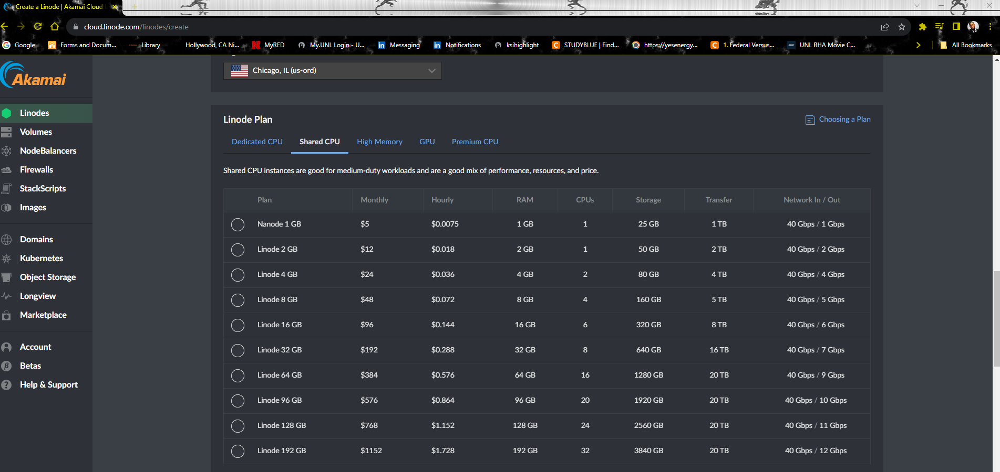 Create a Linode | Akamai Cloud
cloud.linode.com/linodes/create
Google Forms and Docum... Library Hollywood, CA Ni... MyRED My.UNL Login - U... Messaging Notifications ksihighlight STUDYBLUE | Find... https://yesenergy... 1. Federal Versus... UNL RHA Movie C... All Bookmarks
Akamai
Linodes
Volumes
NodeBalancers
Firewalls
StackScripts
Images
Domains
Kubernetes
Object Storage
Longview
Marketplace
Account
Betas
Help & Support
Chicago, IL (us-ord)
Linode Plan
Choosing a Plan
Dedicated CPU Shared CPU High Memory GPU Premium CPU
Shared CPU instances are good for medium-duty workloads and are a good mix of performance, resources, and price.
Plan Monthly Hourly RAM CPUs Storage Transfer Network In / Out
Nanode 1 GB $5 $0.0075 1 GB 1 25 GB 1 TB 40 Gbps / 1 Gbps
Linode 2 GB $12 $0.018 2 GB 1 50 GB 2 TB 40 Gbps / 2 Gbps
Linode 4 GB $24 $0.036 4 GB 2 80 GB 4 TB 40 Gbps / 4 Gbps
Linode 8 GB $48 $0.072 8 GB 4 160 GB 5 TB 40 Gbps / 5 Gbps
Linode 16 GB $96 $0.144 16 GB 6 320 GB 8 TB 40 Gbps / 6 Gbps
Linode 32 GB $192 $0.288 32 GB 8 640 GB 16 TB 40 Gbps / 7 Gbps
Linode 64 GB $384 $0.576 64 GB 16 1280 GB 20 TB 40 Gbps / 9 Gbps
Linode 96 GB $576 $0.864 96 GB 20 1920 GB 20 TB 40 Gbps / 10 Gbps
Linode 128 GB $768 $1.152 128 GB 24 2560 GB 20 TB 40 Gbps / 11 Gbps
Linode 192 GB $1152 $1.728 192 GB 32 3840 GB 20 TB 40 Gbps / 12 Gbps